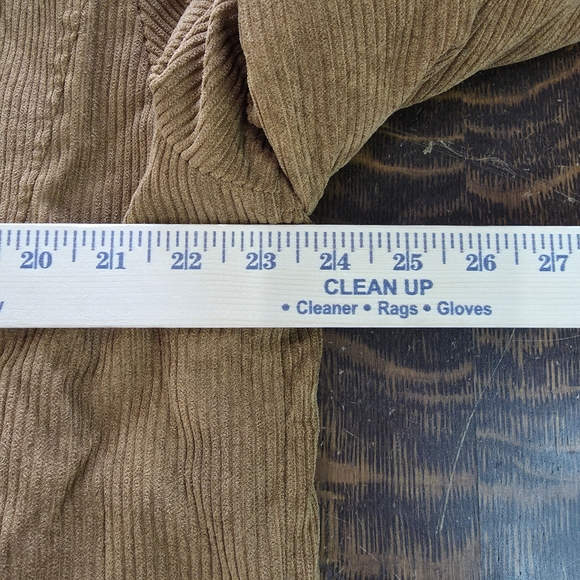 20 21 22 23 24 25 26 27
CLEAN UP
• Cleaner • Rags • Gloves